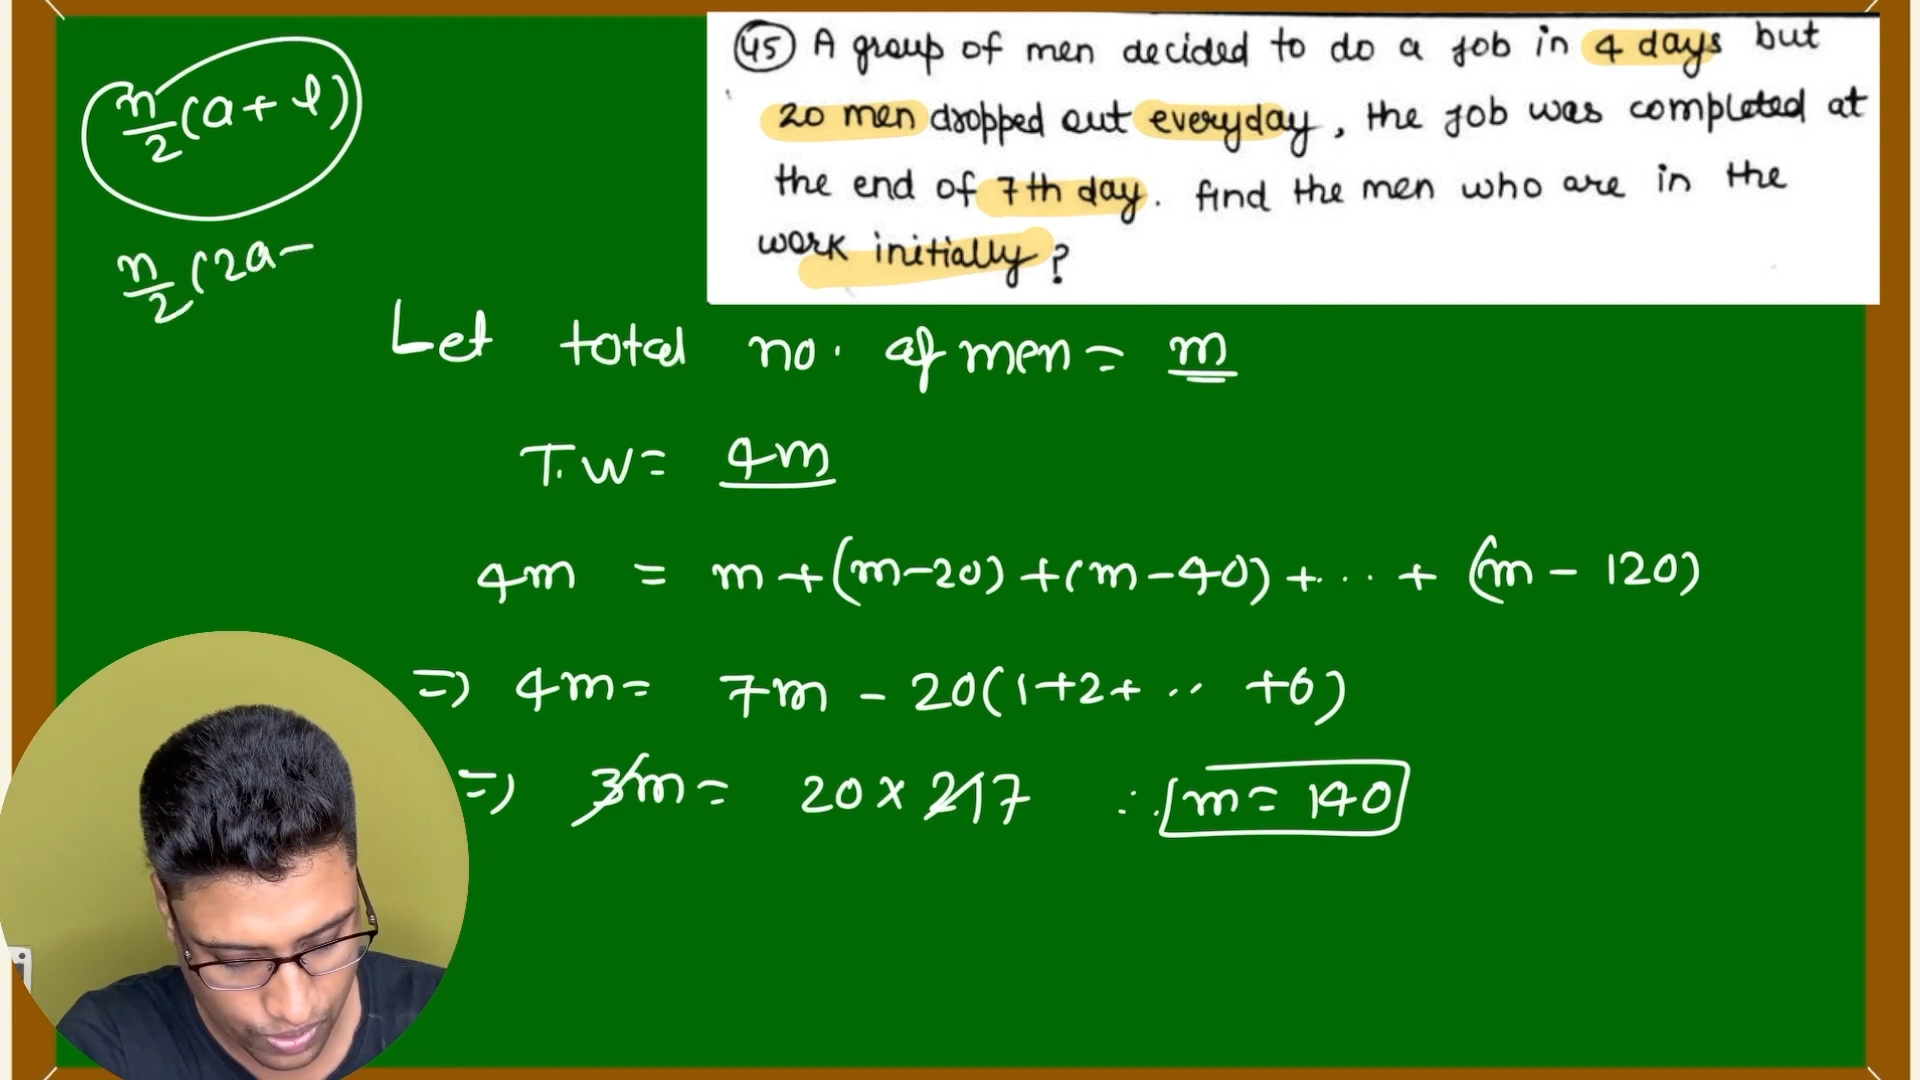 n/2 (a + l)
n/2 (2a -
45 A group of men decided to do a job in 4 days but
20 men dropped out everyday, the job was completed at
the end of 7th day. find the men who are in the
work initially?
Let total no. of men = m
T.W = 4m
4m = m + (m-20) + (m-40) + ... + (m - 120)
=) 4m = 7m - 20(1+2+ .. +6)
=) 3m = 20 x 21 7 ∴ m = 140